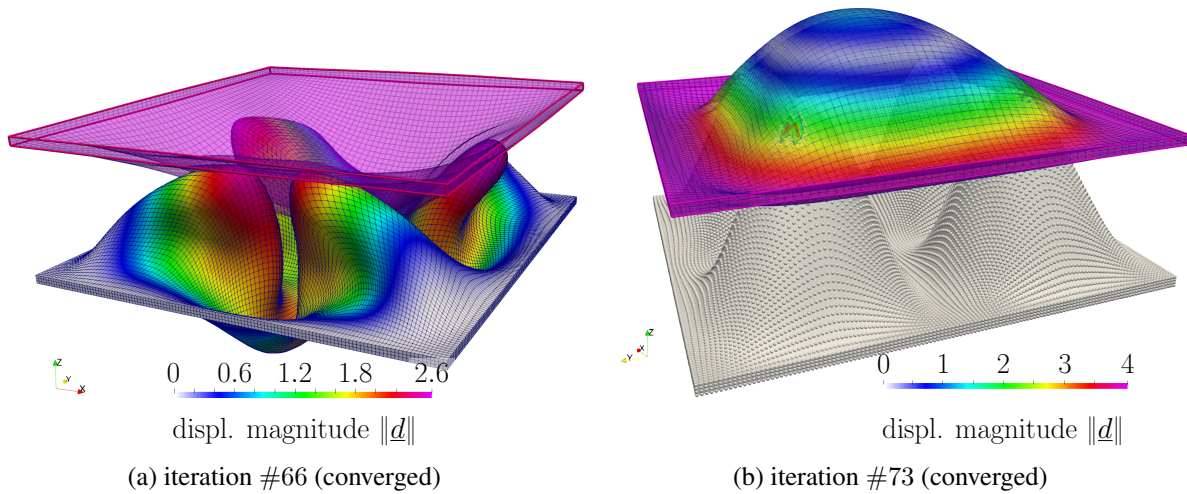 Z
Y
X
0 0.6 1.2 1.8 2.6
displ. magnitude ‖d‖
(a) iteration #66 (converged)
Z
X
Y
0 1 2 3 4
displ. magnitude ‖d‖
(b) iteration #73 (converged)